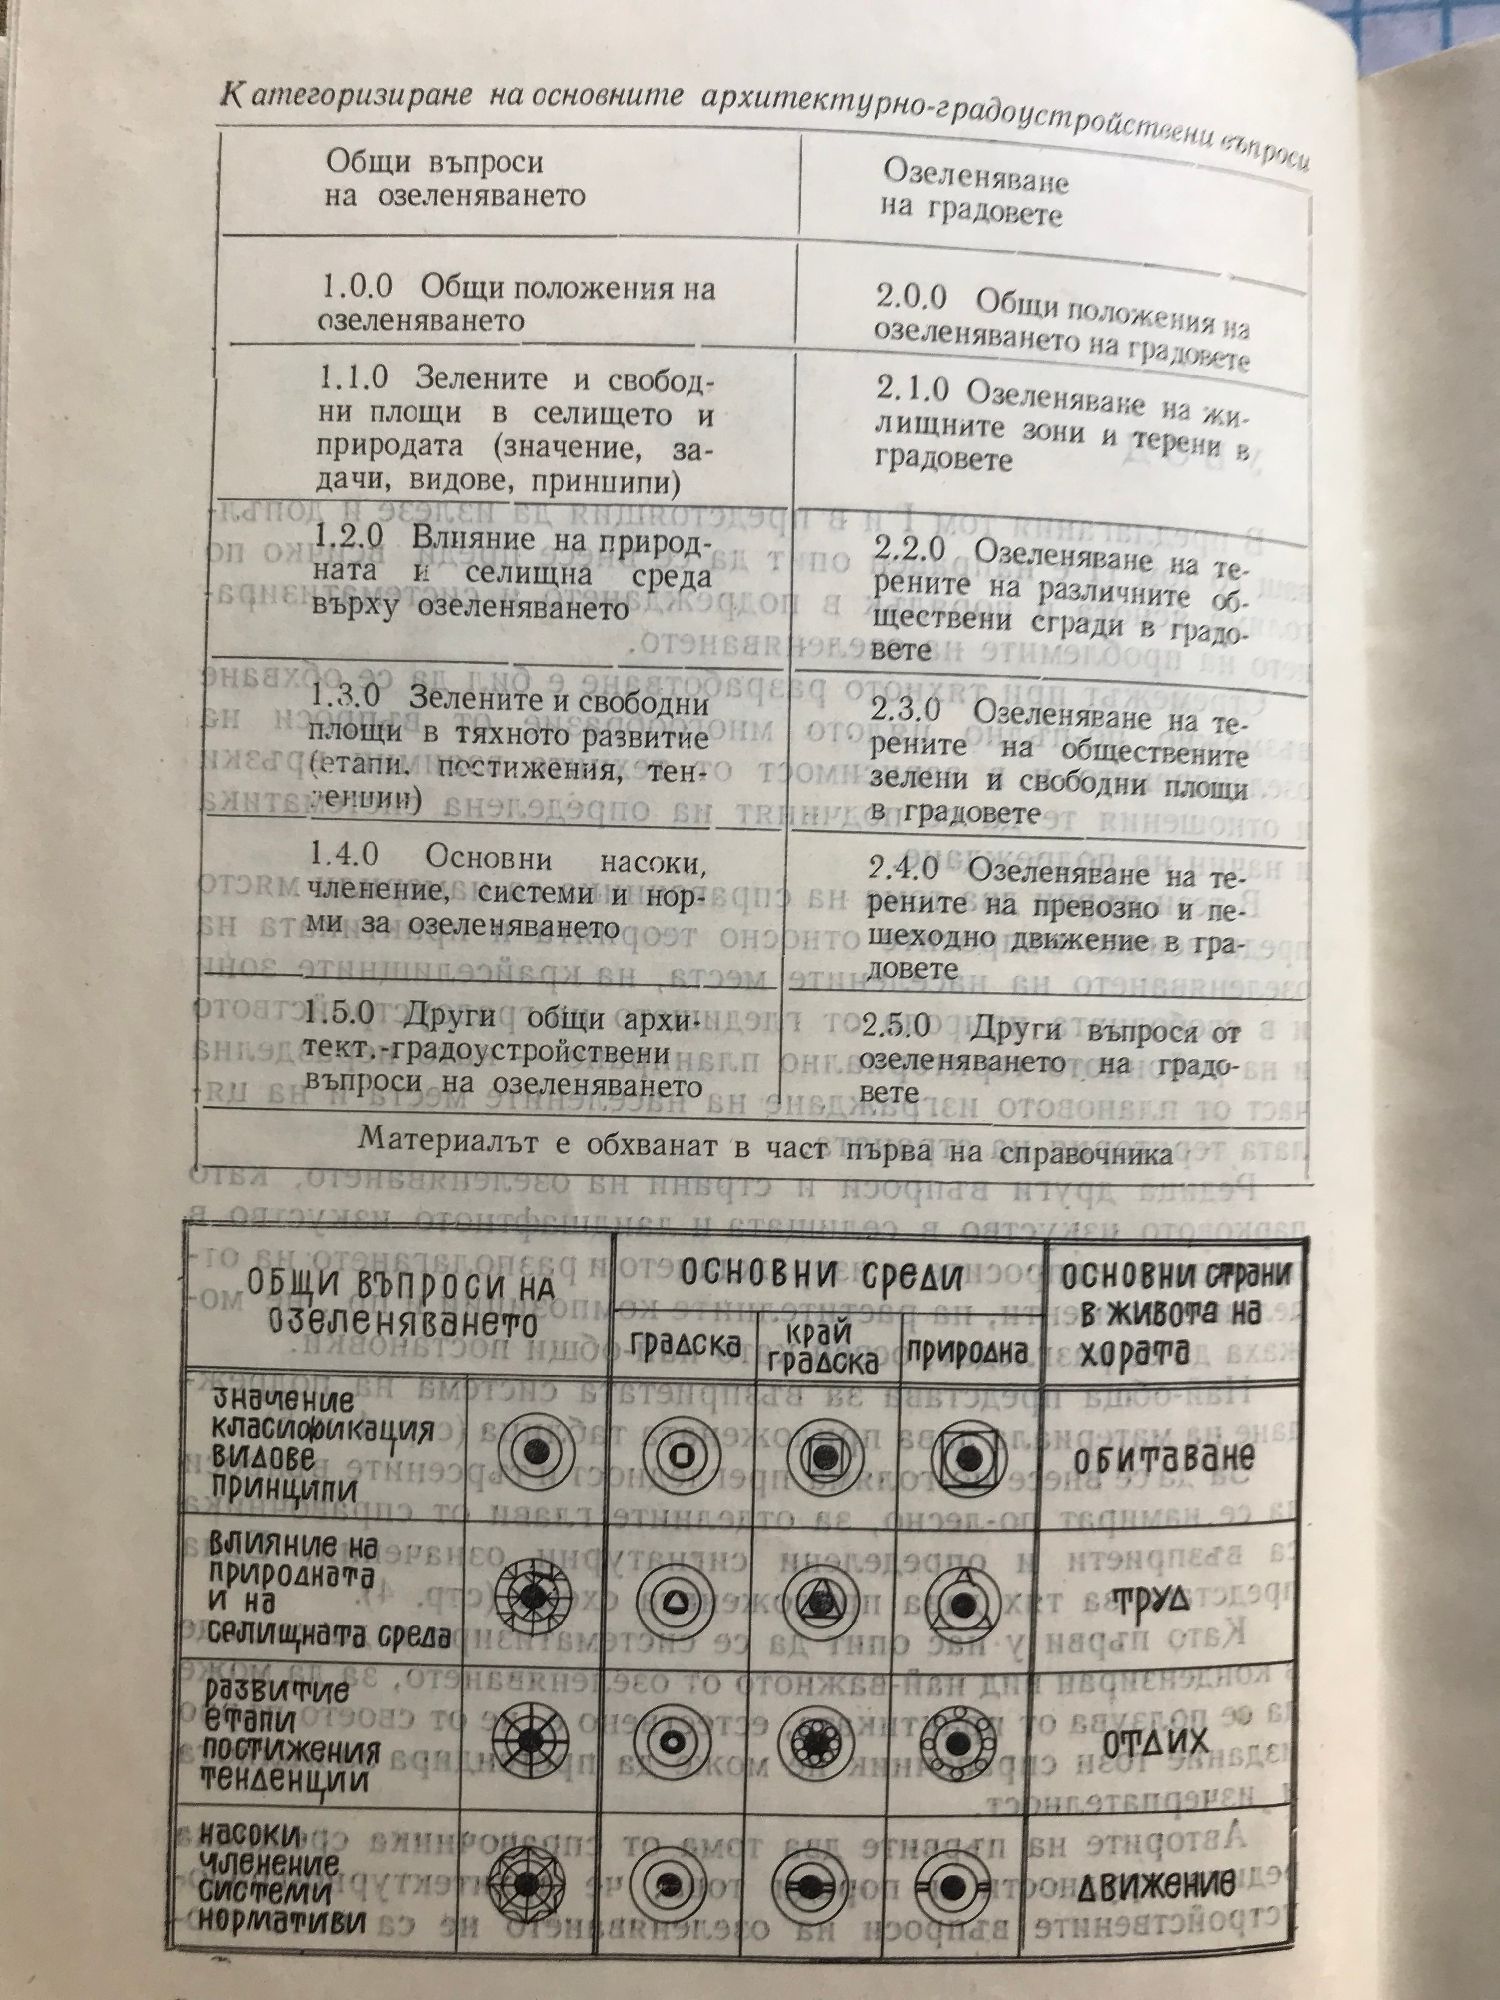 Категоризиране на основните архитектурно-градоустройствени въпроси
Общи въпроси
на озеленяването
Озеленяване
на градовете
1.0.0 Общи положения на
озеленяването
2.0.0 Общи положения на
озеленяването на градовете
1.1.0 Зелените и свобод-
ни площи в селището и
природата (значение, за-
дачи, видове, принципи)
2.1.0 Озеленяване на жи-
лищните зони и терени в
градовете
1.2.0 Влияние на природ-
ната и селищна среда
върху озеленяването
2.2.0 Озеленяване на те-
рените на различните об-
ществени сгради в градо-
вете
1.3.0 Зелените и свободни
площи в тяхното развитие
(етапи, постижения, тен-
денции)
2.3.0 Озеленяване на те-
рените на обществените
зелени и свободни площи
в градовете
1.4.0 Основни насоки,
членение, системи и нор-
ми за озеленяването
2.4.0 Озеленяване на те-
рените на превозно и пе-
шеходно движение в гра-
довете
1.5.0 Други общи архи-
тект.-градоустройствени
въпроси на озеленяването
2.5.0 Други въпроси от
озеленяването на градо-
вете
Материалът е обхванат в част първа на справочника
ОБЩИ ВЪПРОСИ НА
ОЗЕЛЕНЯВАНЕТО
ОСНОВНИ СРЕДИ
градска
край
градска
природна
ОСНОВНИ СТРАНИ
В ЖИВОТА НА
ХОРАТА
значение
класификация
видове
принципи
обитаване
влияние на
природната
и на
селищната среда
труд
развитие
етапи
постижения
тенденции
отдих
насоки
членение
системи
нормативи
движение